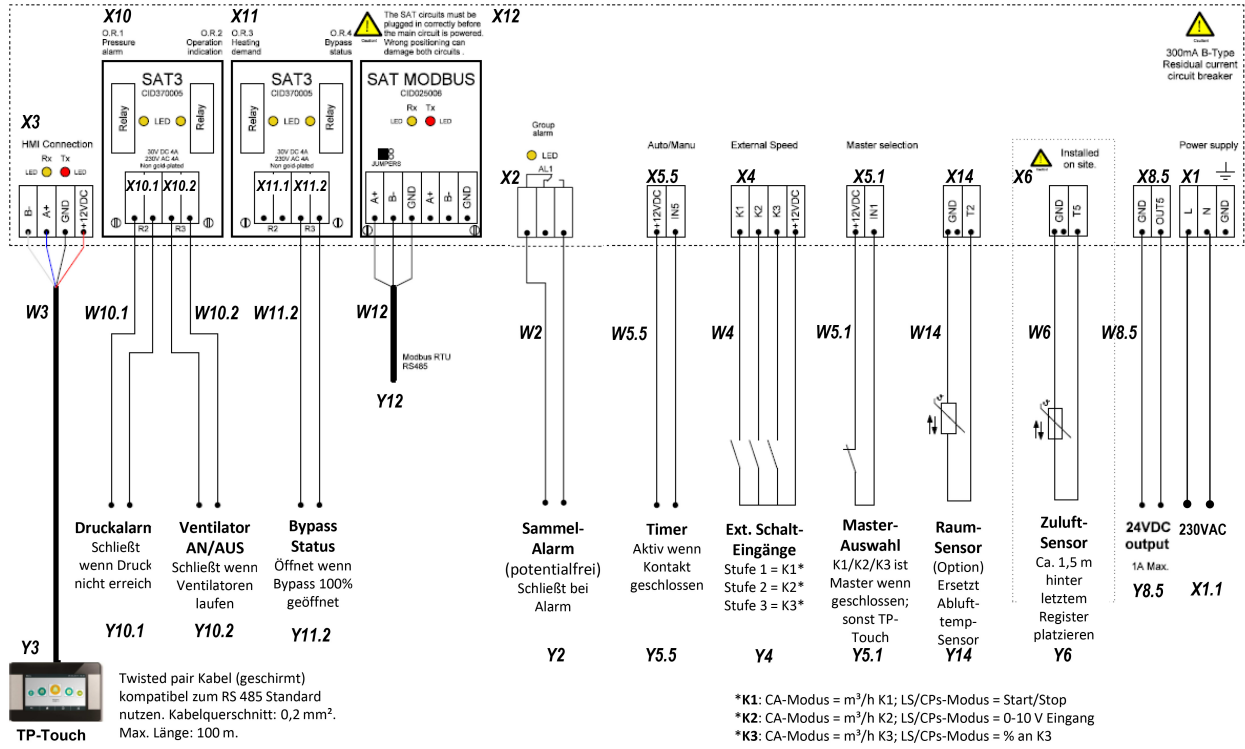 X10
X11
X12
O.R.1
Pressure
alarm
O.R.2
Operation
indication
O.R.3
Heating
demand
O.R.4
Bypass
status
The SAT circuits must be
plugged in correctly before
the main circuit is powered.
Wrong positioning can
damage both circuits .
Caution!
Caution!
300mA B-Type
Residual current
circuit breaker
SAT3
CID370005
Relay
LED
Relay
30V DC 4A
230V AC 4A
Non gold-plated
X10.1
X10.2
R2
R3
SAT3
CID370005
Relay
LED
Relay
30V DC 4A
230V AC 4A
Non gold-plated
X11.1
X11.2
R2
R3
SAT MODBUS
CID025006
Rx Tx
LED
LED
JUMPERS
A+
B-
GND
A+
B-
GND
X3
HMI Connection
Rx Tx
LED
LED
B-
A+
GND
+12VDC
Group
alarm
LED
AL1
X2
Auto/Manu
X5.5
+12VDC
IN5
External Speed
X4
K1
K2
K3
+12VDC
Master selection
X5.1
+12VDC
IN1
X14
GND
T2
X6
Caution!
Installed
on site.
GND
T5
X8.5
GND
OUT5
Power supply
X1
L
N
GND
W3
W10.1
W10.2
W11.2
W12
W2
W5.5
W4
W5.1
W14
W6
W8.5
Modbus RTU
RS485
Y12
Druckalarn
Schließt
wenn Druck
nicht erreich
Y10.1
Ventilator
AN/AUS
Schließt wenn
Ventilatoren
laufen
Y10.2
Bypass
Status
Öffnet wenn
Bypass 100%
geöffnet
Y11.2
Sammel-
Alarm
(potentialfrei)
Schließt bei
Alarm
Y2
Timer
Aktiv wenn
Kontakt
geschlossen
Y5.5
Ext. Schalt-
Eingänge
Stufe 1 = K1*
Stufe 2 = K2*
Stufe 3 = K3*
Y4
Master-
Auswahl
K1/K2/K3 ist
Master wenn
geschlossen;
sonst TP-
Touch
Y5.1
Raum-
Sensor
(Option)
Ersetzt
Abluft-
temp-
Sensor
Y14
Zuluft-
Sensor
Ca. 1,5 m
hinter
letztem
Register
platzieren
Y6
24VDC
output
1A Max.
Y8.5
230VAC
X1.1
Y3
TP-Touch
Twisted pair Kabel (geschirmt)
kompatibel zum RS 485 Standard
nutzen. Kabelquerschnitt: 0,2 mm².
Max. Länge: 100 m.
*K1: CA-Modus = m³/h K1; LS/CPs-Modus = Start/Stop
*K2: CA-Modus = m³/h K2; LS/CPs-Modus = 0-10 V Eingang
*K3: CA-Modus = m³/h K3; LS/CPs-Modus = % an K3